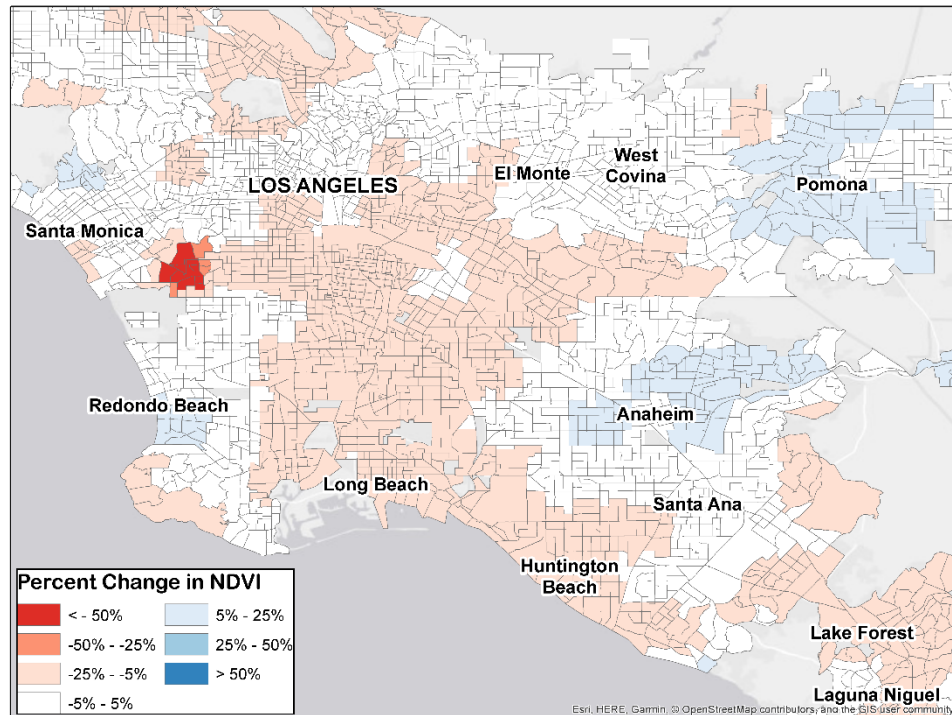 El Monte
West
Covina
Pomona
LOS ANGELES
Santa Monica
Redondo Beach
Anaheim
Long Beach
Santa Ana
Huntington
Beach
Lake Forest
Laguna Niguel
Percent Change in NDVI
< - 50%
-50% - -25%
-25% - -5%
-5% - 5%
5% - 25%
25% - 50%
> 50%
Esri, HERE, Garmin, © OpenStreetMap contributors, and the GIS user community